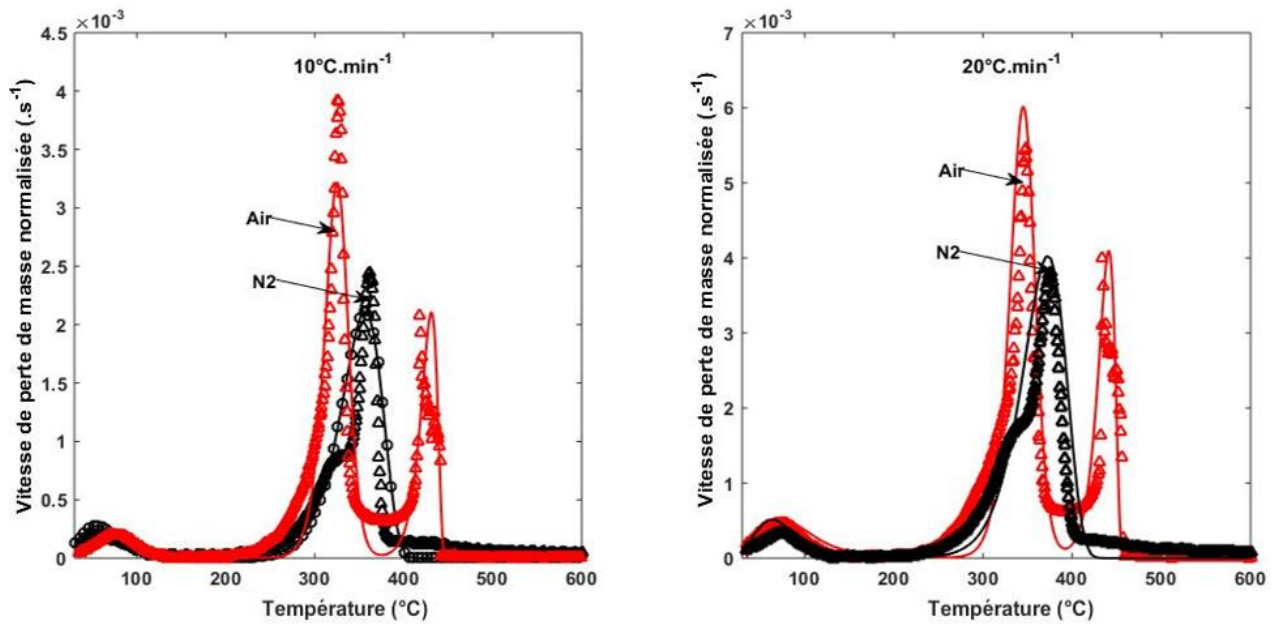 ×10⁻³
4.5
4
3.5
3
2.5
2
1.5
1
0.5
0
100 200 300 400 500 600
Vitesse de perte de masse normalisée (.s⁻¹)
Température (°C)
10°C.min⁻¹
Air
N2
×10⁻³
7
6
5
4
3
2
1
0
100 200 300 400 500 600
Vitesse de perte de masse normalisée (.s⁻¹)
Température (°C)
20°C.min⁻¹
Air
N2